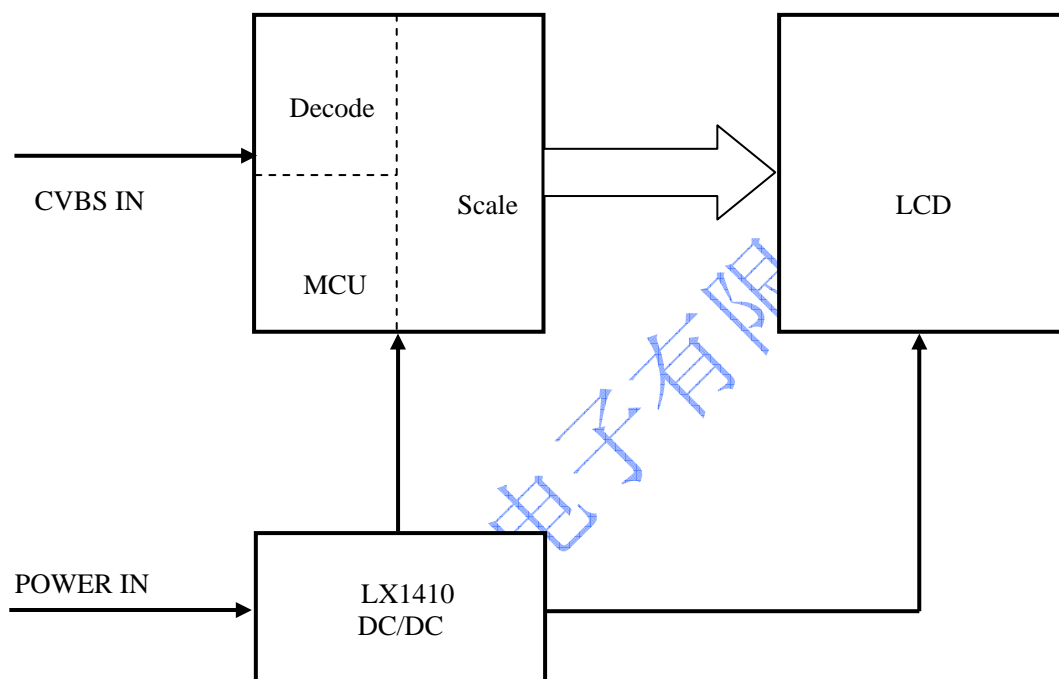 Decode
CVBS IN
Scale
LCD
MCU
电子有限
POWER IN
LX1410
DC/DC